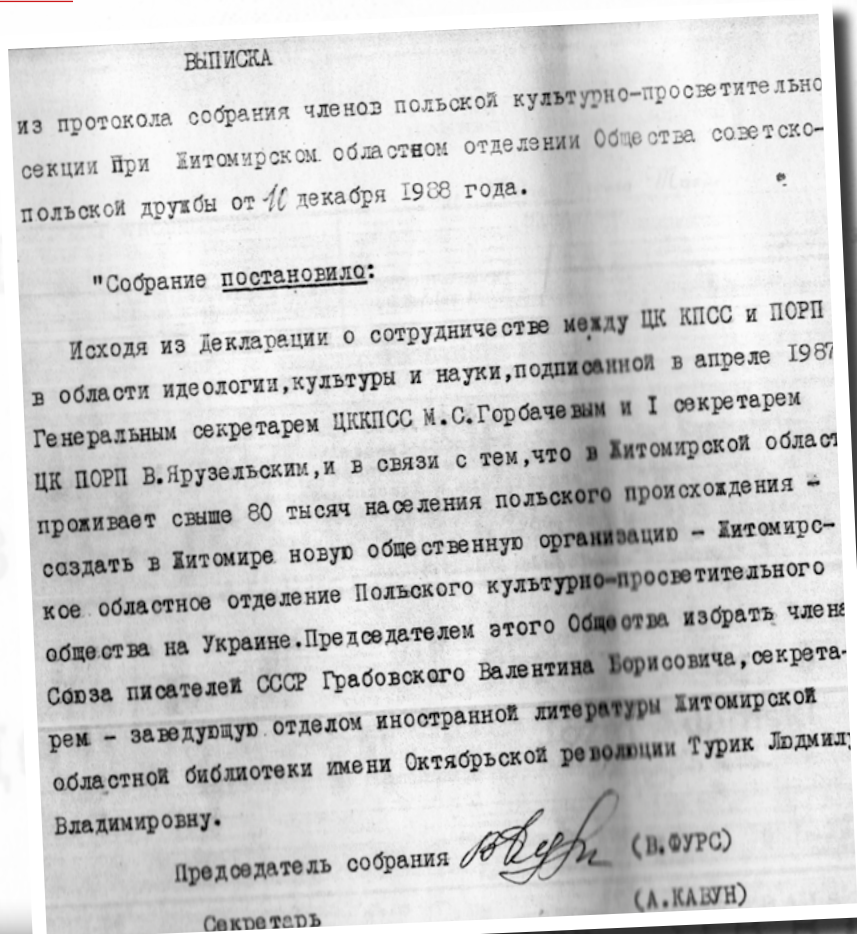 ВЫПИСКА
из протокола собрания членов польской культурно-просветительно
секции При Житомирском областном отделении Общества советско-
польской дружбы от 10 декабря 1988 года.
"Собрание постановило:
Исходя из Декларации о сотрудничестве между ЦК КПСС и ПОРП
в области идеологии,культуры и науки,подписанной в апреле 1987
Генеральным секретарем ЦККПСС М.С.Горбачевым и I секретарем
ЦК ПОРП В.Ярузельским,и в связи с тем,что в Житомирской област
проживает свыше 80 тысяч населения польского происхождения -
создать в Житомире новую общественную организацию - Житомирс-
кое областное отделение Польского культурно-просветительного
общества на Украине.Председателем этого Общества избрать члена
Союза писателей СССР Грабовского Валентина Борисовича,секрета-
рем - заведующую отделом иностранной литературы Житомирской
областной библиотеки имени Октябрьской революции Турик Людмилу
Владимировну.
Председатель собрания (В.ФУРС)
Секретарь (А.КАВУН)